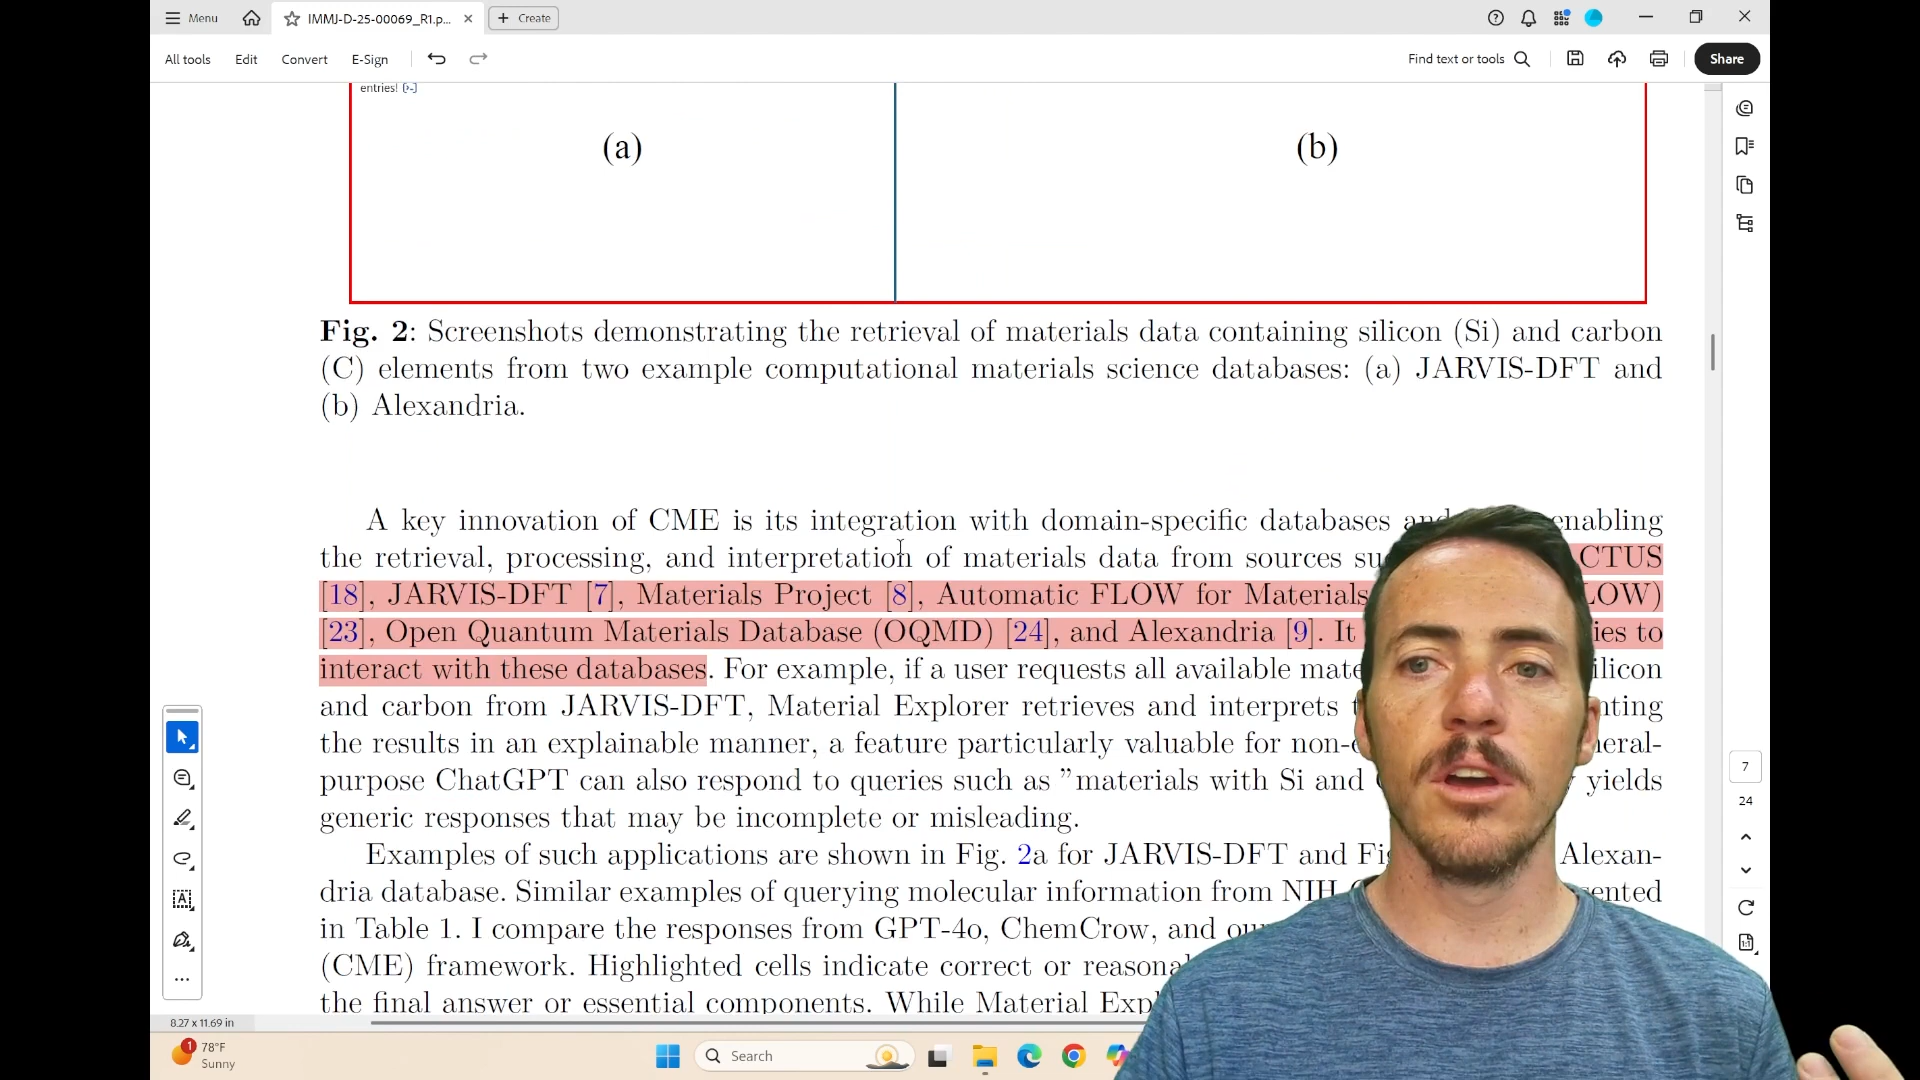 Menu
IMMJ-D-25-00069_R1.p...
Create
All tools
Edit
Convert
E-Sign
Find text or tools
Share
entries!
(a)
(b)
Fig. 2: Screenshots demonstrating the retrieval of materials data containing silicon (Si) and carbon
(C) elements from two example computational materials science databases: (a) JARVIS-DFT and
(b) Alexandria.
A key innovation of CME is its integration with domain-specific databases and enabling
the retrieval, processing, and interpretation of materials data from sources su CTUS
[18], JARVIS-DFT [7], Materials Project [8], Automatic FLOW for Materials LOW)
[23], Open Quantum Materials Database (OQMD) [24], and Alexandria [9]. It ies to
interact with these databases. For example, if a user requests all available mate ilicon
and carbon from JARVIS-DFT, Material Explorer retrieves and interprets t nting
the results in an explainable manner, a feature particularly valuable for non-e neral-
purpose ChatGPT can also respond to queries such as ”materials with Si and yields
generic responses that may be incomplete or misleading.
Examples of such applications are shown in Fig. 2a for JARVIS-DFT and Fig Alexan-
dria database. Similar examples of querying molecular information from NIH sented
in Table 1. I compare the responses from GPT-4o, ChemCrow, and our
(CME) framework. Highlighted cells indicate correct or reasona
the final answer or essential components. While Material Exp
7
24
8.27 x 11.69 in
1
78°F
Sunny
Search